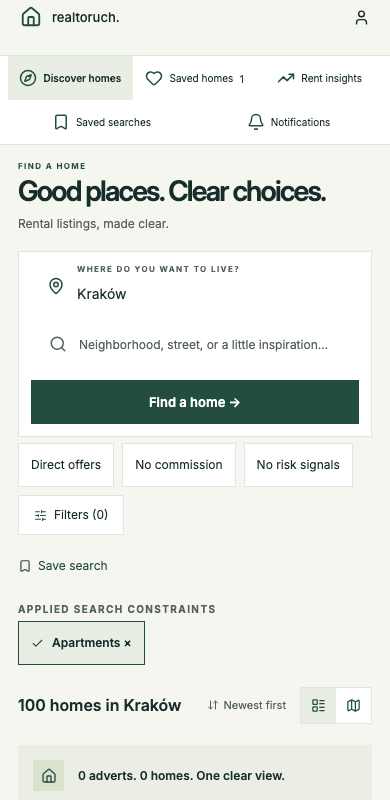 realtoruch.
Discover homes
Saved homes 1
Rent insights
Saved searches
Notifications
FIND A HOME
Good places. Clear choices.
Rental listings, made clear.
WHERE DO YOU WANT TO LIVE?
Kraków
Neighborhood, street, or a little inspiration...
Find a home →
Direct offers
No commission
No risk signals
Filters (0)
Save search
APPLIED SEARCH CONSTRAINTS
✓ Apartments ×
100 homes in Kraków
Newest first
0 adverts. 0 homes. One clear view.